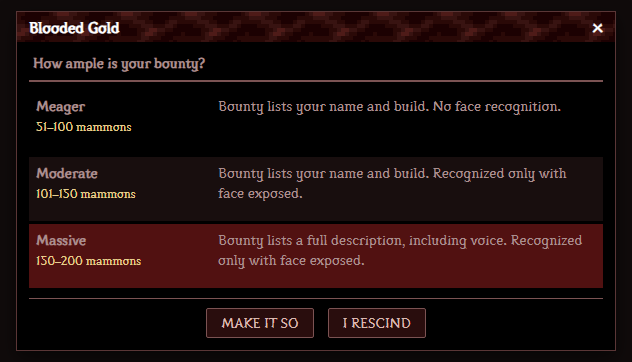 Blooded Gold ×
How ample is your bounty?
Meager
51–100 mammons
Bounty lists your name and build. No face recognition.
Moderate
101–150 mammons
Bounty lists your name and build. Recognized only with
face exposed.
Massive
150–200 mammons
Bounty lists a full description, including voice. Recognized
only with face exposed.
MAKE IT SO
I RESCIND